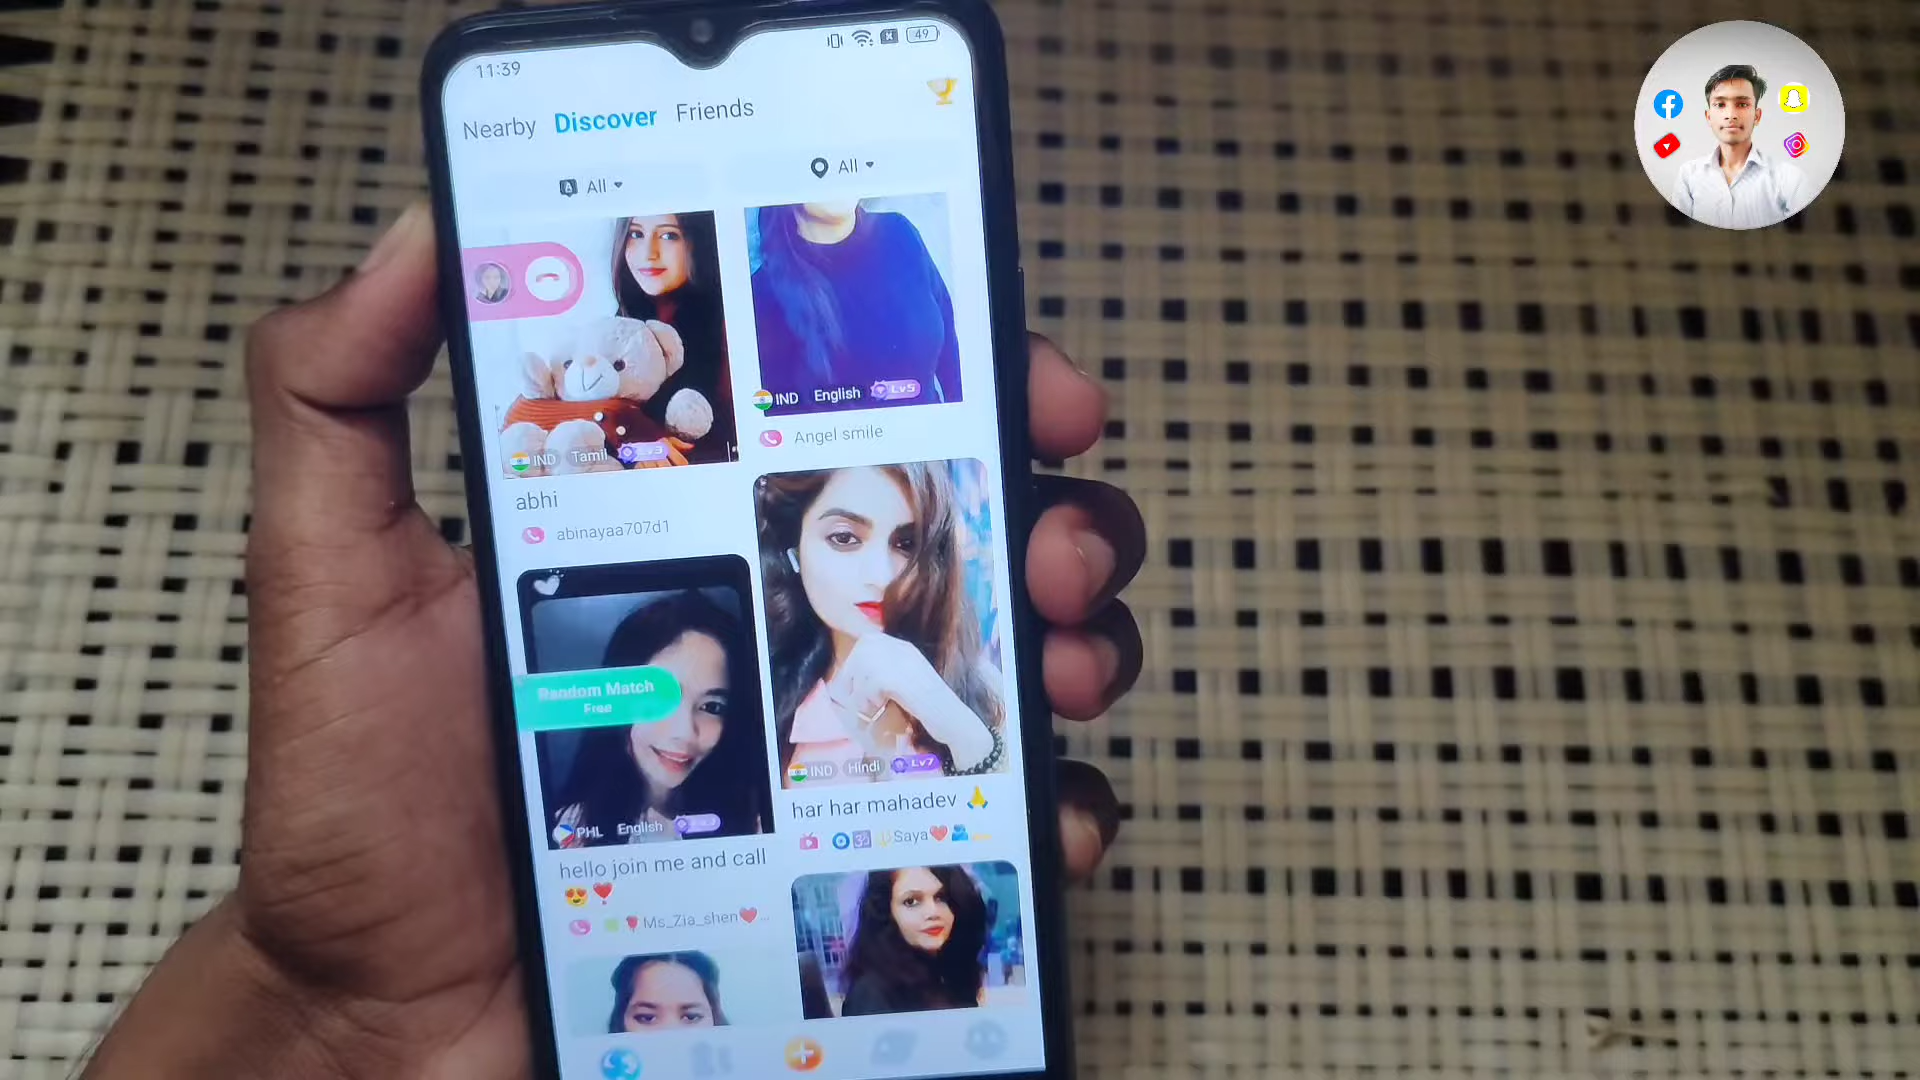 11:39
49
Nearby Discover Friends
All
All
IND Tamil Lv3
abhi
abinayaa707d1
IND English Lv5
Angel smile
Random Match
Free
PHL English
hello join me and call
😍❣️
🌹Ms_Zia_shen❤️...
IND Hindi Lv7
har har mahadev 🙏
🧿🕉️ Saya❤️